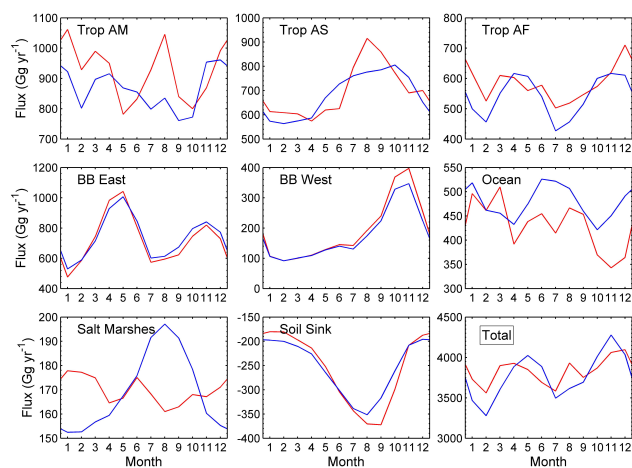 Trop AM
Trop AS
Trop AF
Flux (Gg yr⁻¹)
1100
1000
900
800
700
1 2 3 4 5 6 7 8 9 10 11 12
1000
900
800
700
600
500
1 2 3 4 5 6 7 8 9 10 11 12
800
700
600
500
400
1 2 3 4 5 6 7 8 9 10 11 12
BB East
BB West
Ocean
Flux (Gg yr⁻¹)
1200
1000
800
600
400
1 2 3 4 5 6 7 8 9 10 11 12
400
300
200
100
0
1 2 3 4 5 6 7 8 9 10 11 12
550
500
450
400
350
300
1 2 3 4 5 6 7 8 9 10 11 12
Salt Marshes
Soil Sink
Total
Flux (Gg yr⁻¹)
200
190
180
170
160
150
1 2 3 4 5 6 7 8 9 10 11 12
Month
-150
-200
-250
-300
-350
-400
1 2 3 4 5 6 7 8 9 10 11 12
Month
4500
4000
3500
3000
1 2 3 4 5 6 7 8 9 10 11 12
Month